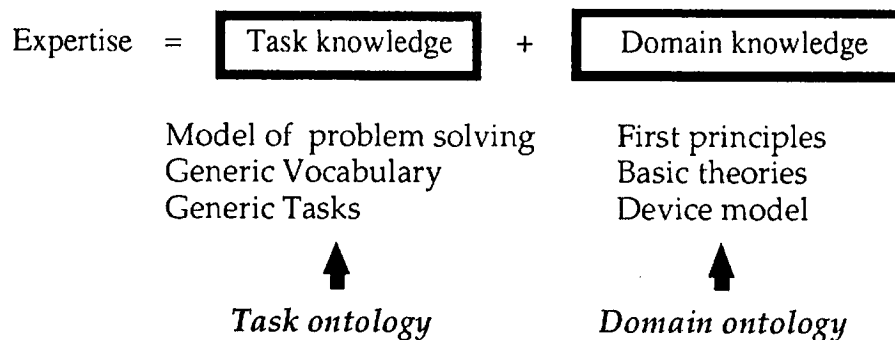 Expertise = Task knowledge + Domain knowledge
Model of problem solving First principles
Generic Vocabulary Basic theories
Generic Tasks Device model
Task ontology Domain ontology